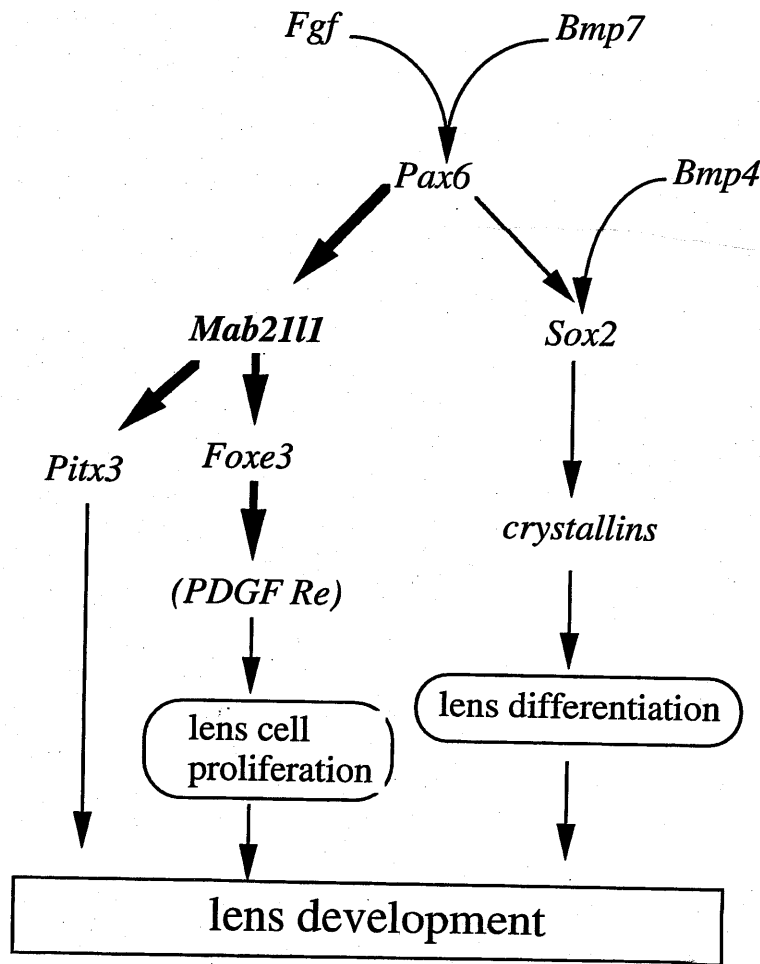 Fgf
Bmp7
Pax6
Bmp4
Mab21l1
Sox2
Pitx3
Foxe3
crystallins
(PDGF Re)
lens differentiation
lens cell
proliferation
lens development